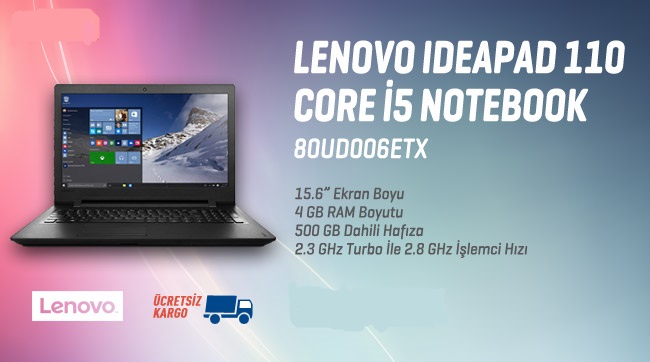 LENOVO IDEAPAD 110
CORE İ5 NOTEBOOK
80UD006ETX
15.6” Ekran Boyu
4 GB RAM Boyutu
500 GB Dahili Hafıza
2.3 GHz Turbo İle 2.8 GHz İşlemci Hızı
Lenovo
ÜCRETSİZ
KARGO